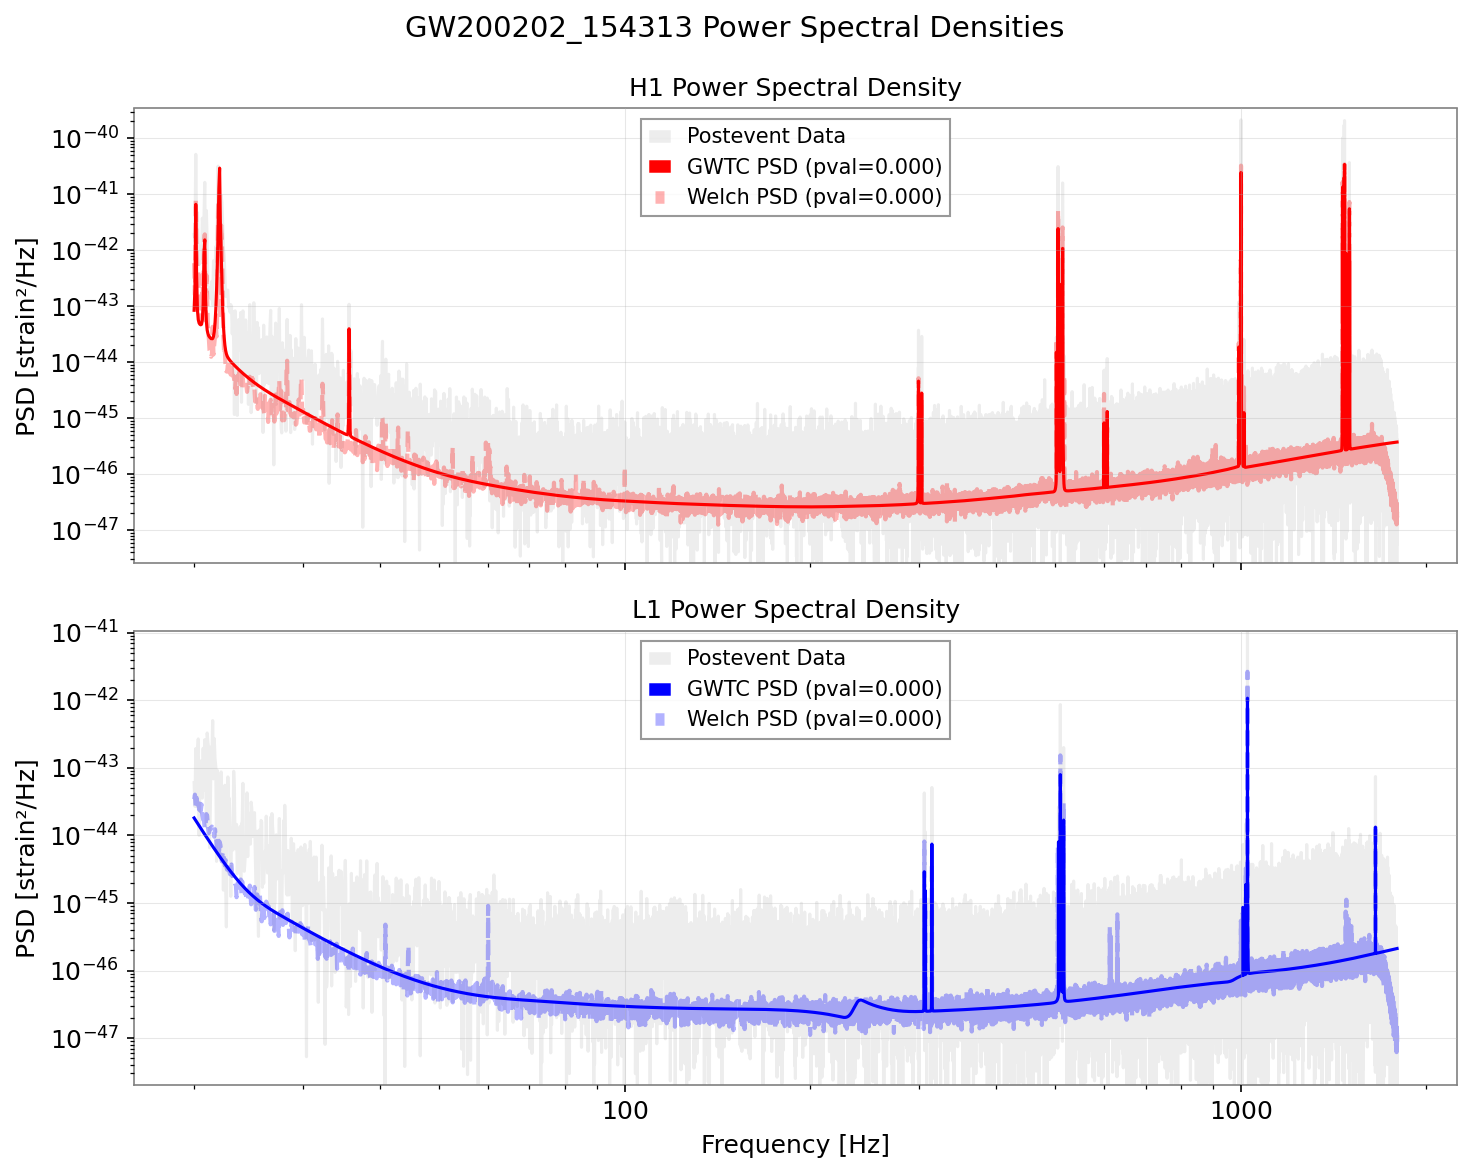 GW200202_154313 Power Spectral Densities
H1 Power Spectral Density
PSD [strain²/Hz]
10⁻⁴⁰
10⁻⁴¹
10⁻⁴²
10⁻⁴³
10⁻⁴⁴
10⁻⁴⁵
10⁻⁴⁶
10⁻⁴⁷
Postevent Data
GWTC PSD (pval=0.000)
Welch PSD (pval=0.000)
L1 Power Spectral Density
PSD [strain²/Hz]
10⁻⁴¹
10⁻⁴²
10⁻⁴³
10⁻⁴⁴
10⁻⁴⁵
10⁻⁴⁶
10⁻⁴⁷
Postevent Data
GWTC PSD (pval=0.000)
Welch PSD (pval=0.000)
100
1000
Frequency [Hz]